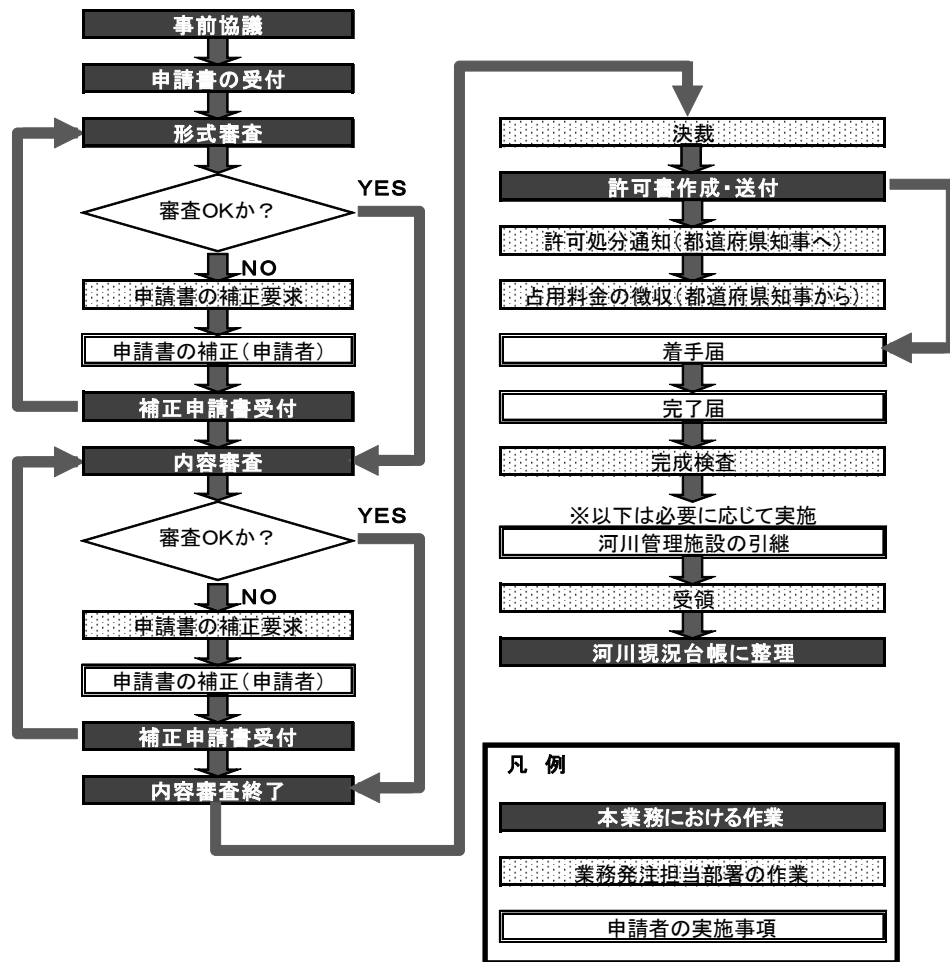 事前協議
申請書の受付
形式審査
審査OKか?
YES
NO
申請書の補正要求
申請書の補正(申請者)
補正申請書受付
内容審査
審査OKか?
YES
NO
申請書の補正要求
申請書の補正(申請者)
補正申請書受付
内容審査終了
決裁
許可書作成・送付
許可処分通知(都道府県知事へ)
占用料金の徴収(都道府県知事から)
着手届
完了届
完成検査
※以下は必要に応じて実施
河川管理施設の引継
受領
河川現況台帳に整理
凡 例
本業務における作業
業務発注担当部署の作業
申請者の実施事項